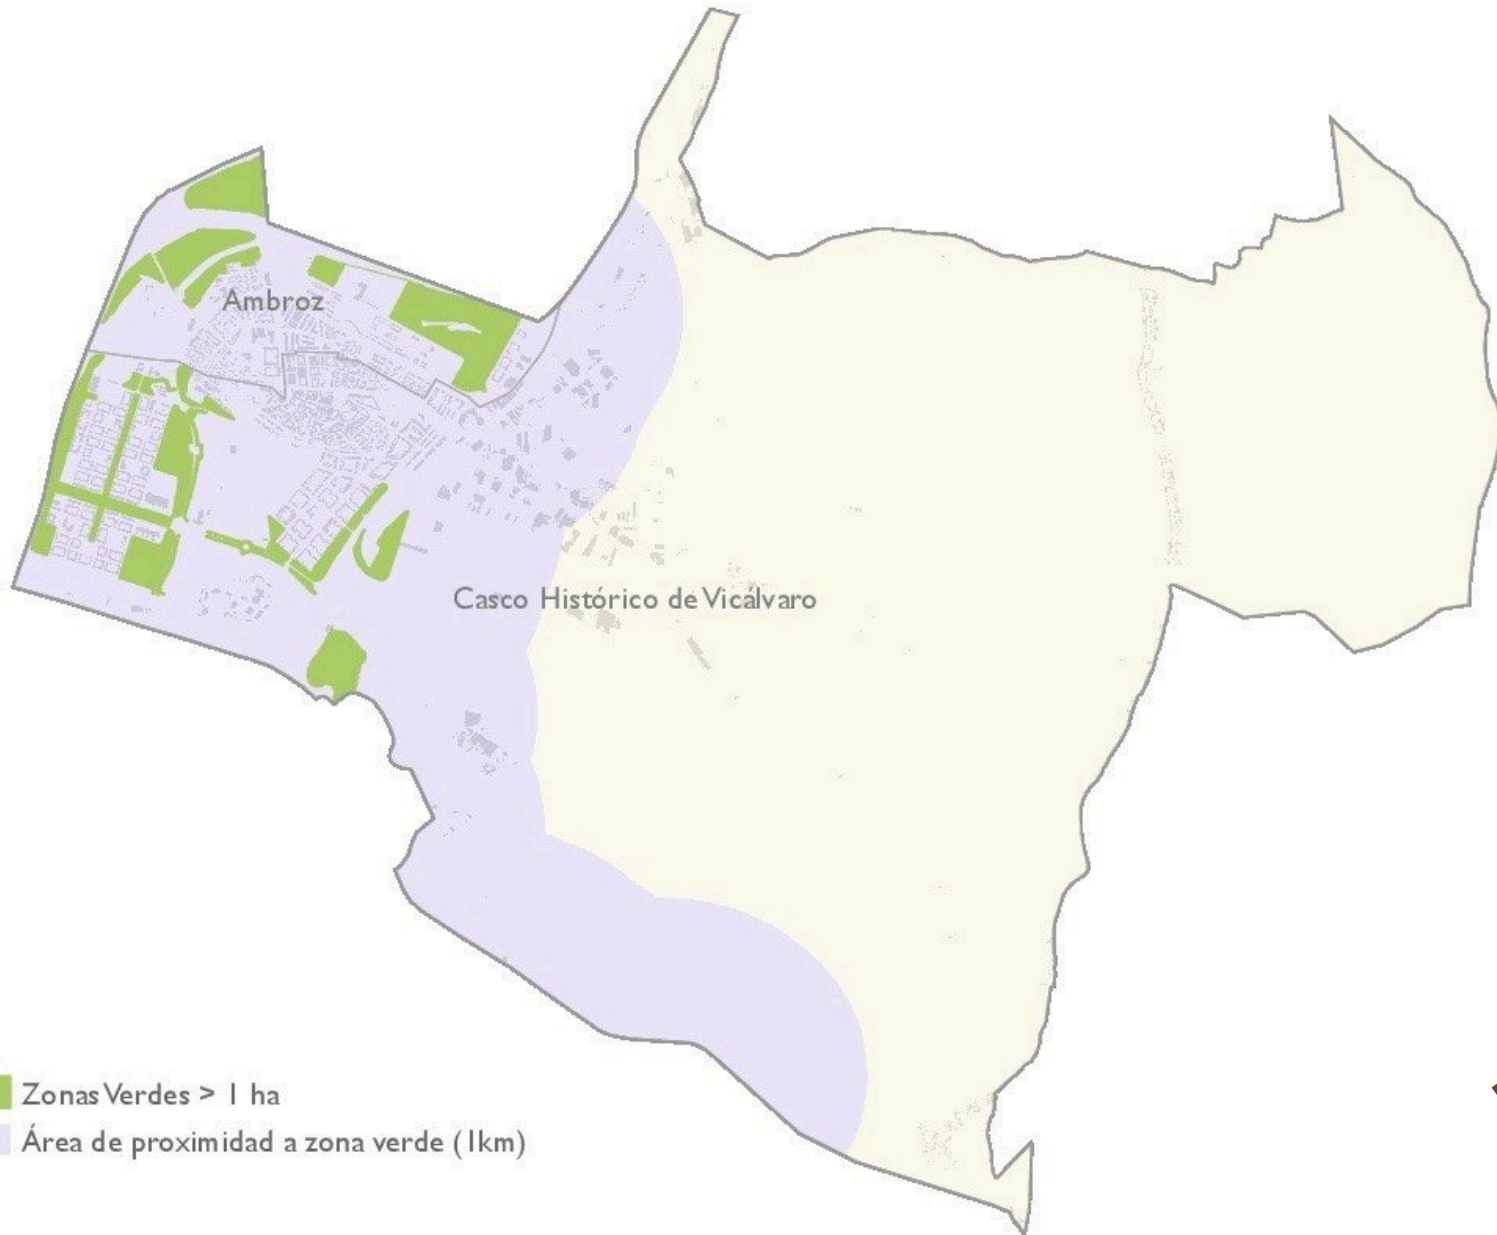 Ambroz
Casco Histórico de Vicálvaro
Zonas Verdes > 1 ha
Área de proximidad a zona verde (1km)